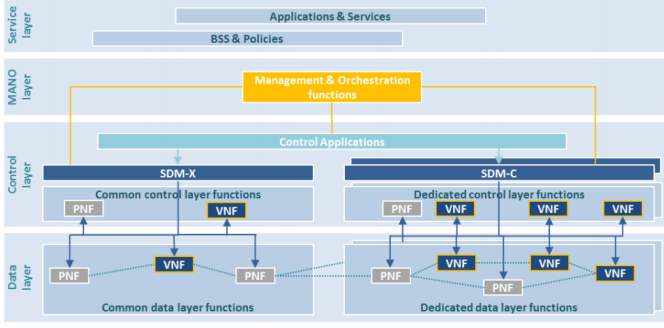 Service
layer
Applications & Services
BSS & Policies
MANO
layer
Management & Orchestration
functions
Control
layer
Control Applications
SDM-X
SDM-C
Common control layer functions
Dedicated control layer functions
PNF
VNF
PNF
VNF
VNF
VNF
Data
layer
PNF
VNF
PNF
PNF
VNF
PNF
VNF
VNF
Common data layer functions
Dedicated data layer functions